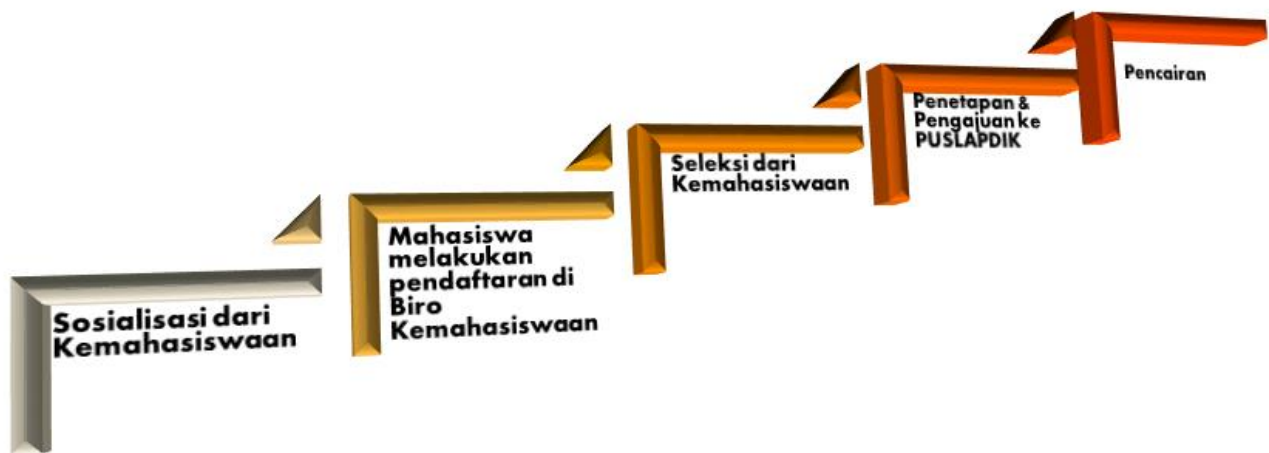 Sosialisasi dari
Kemahasiswaan
Mahasiswa
melakukan
pendaftaran di
Biro
Kemahasiswaan
Seleksi dari
Kemahasiswaan
Penetapan &
Pengajuan ke
PUSLAPDIK
Pencairan